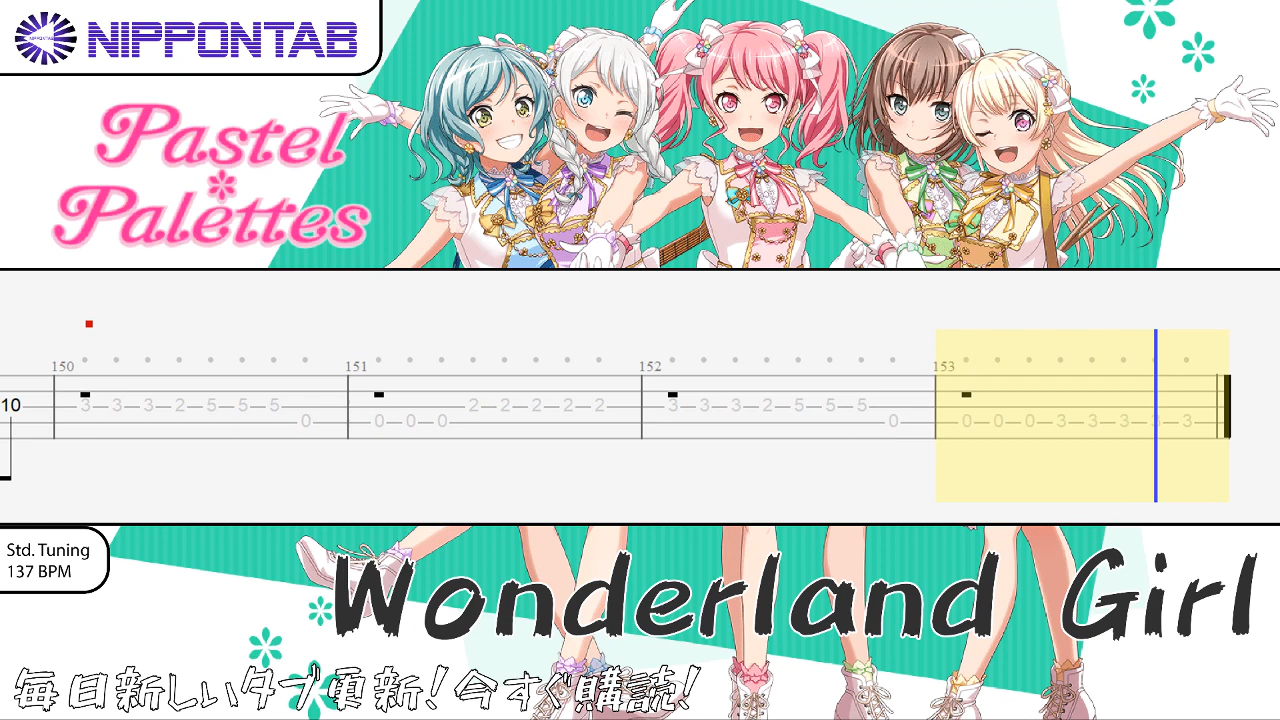 NIPPONTAB
Pastel
Palettes
150 151 152 153
10 3 3 3 2 5 5 5 2 2 2 2 2 3 3 3 2 5 5 5
0 0 0 0 0 0 0 0 3 3 3 3 3
Std. Tuning
137 BPM
Wonderland Girl
毎日新しいタブ更新!今すぐ購読!